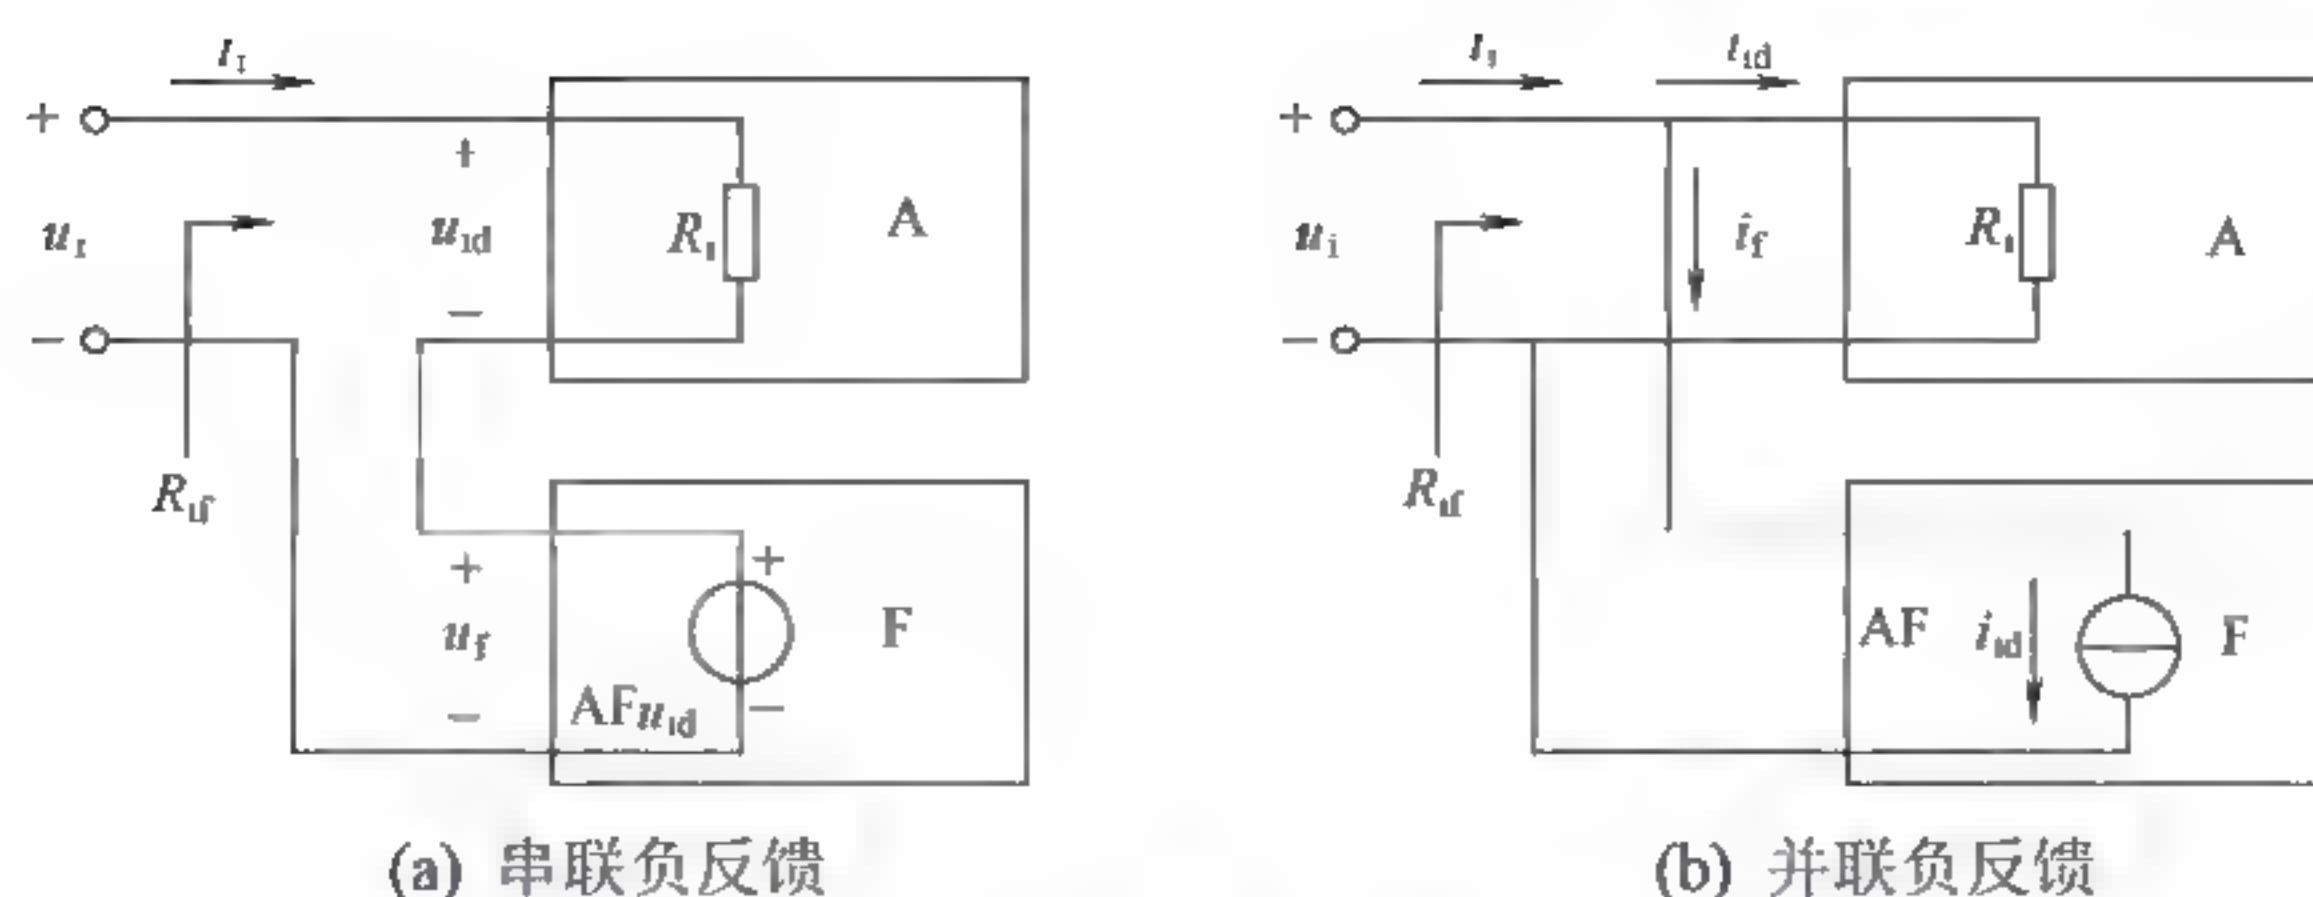 i_i
+
u_i
−
R_if
+
u_id
−
R_i
A
+
u_f
−
+
−
AFu_id
F
(a) 串联负反馈
i_i
i_id
+
u_i
−
R_if
i_f
R_i
A
AF i_id
F
(b) 并联负反馈